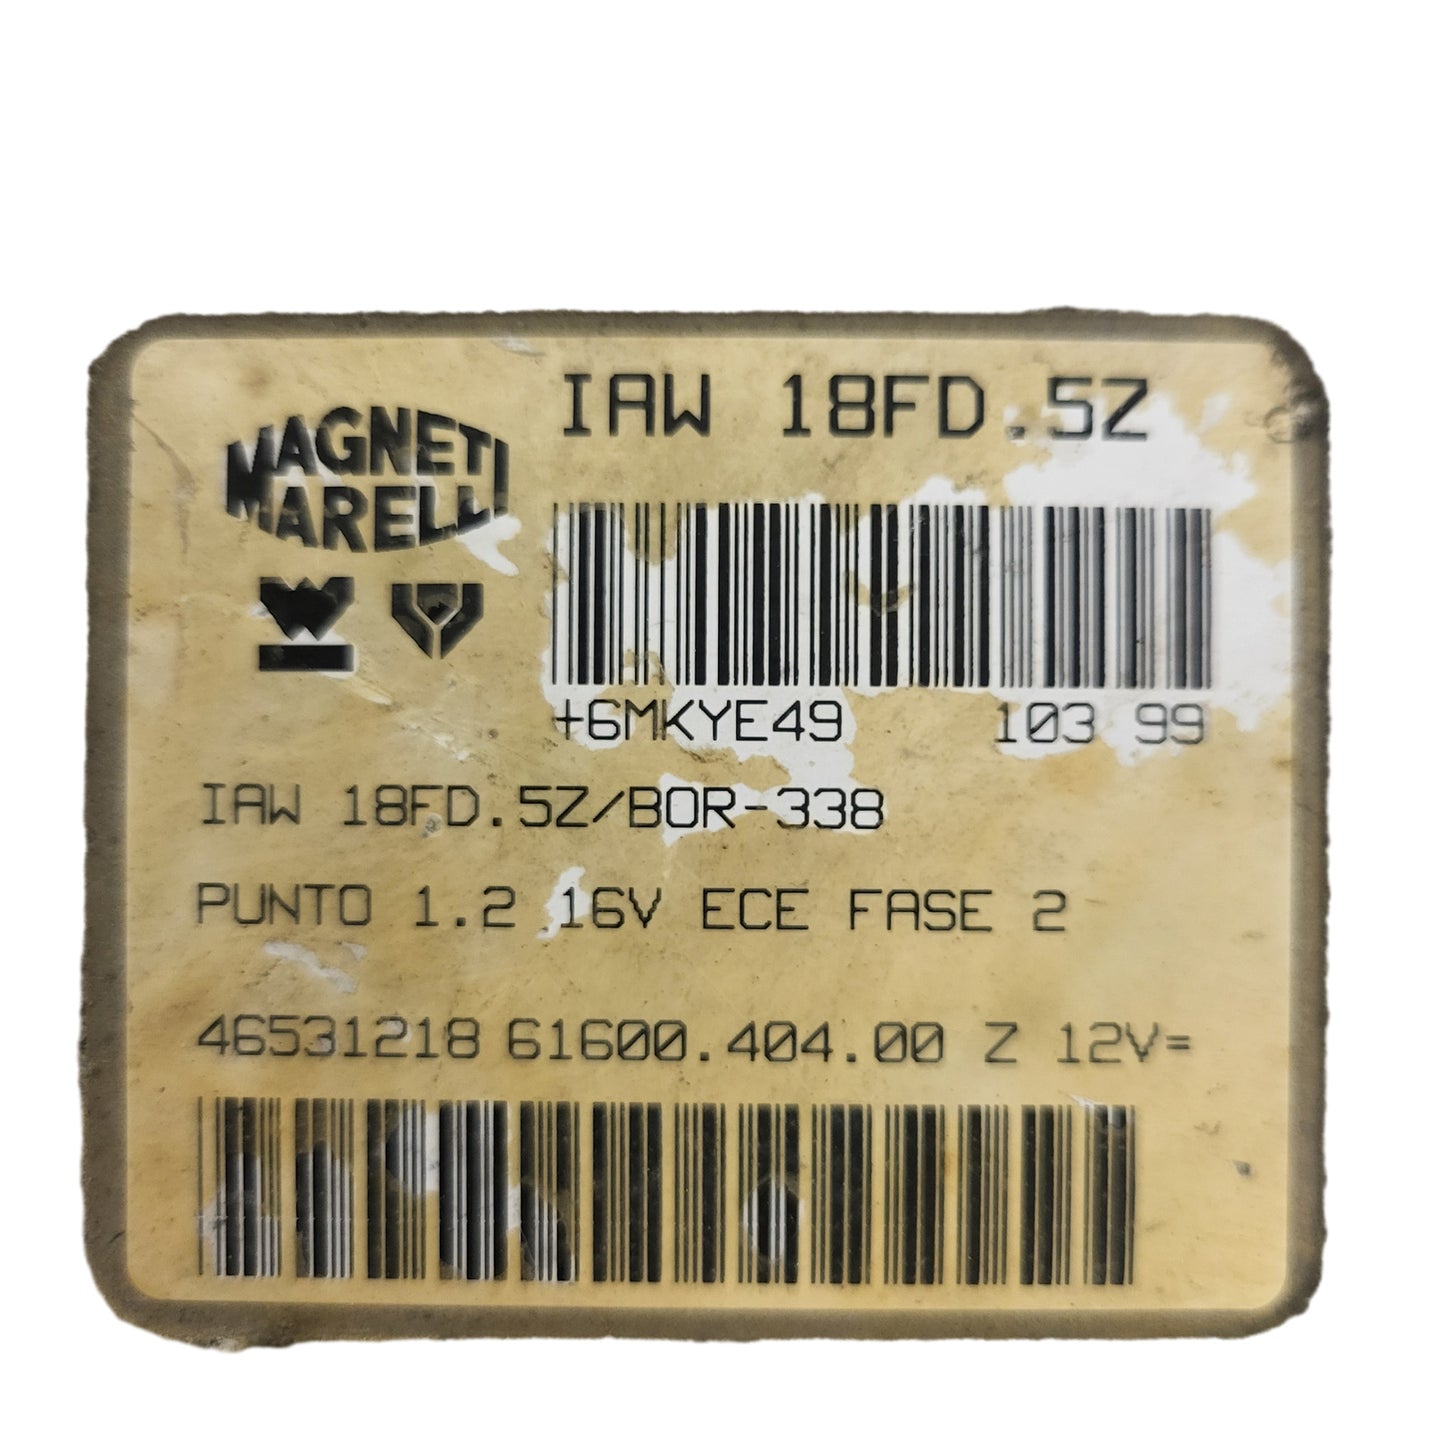 IAW 18FD.5Z
MAGNETI
MARELLI
+6MKYE49 103 99
IAW 18FD.5Z/BOR-338
PUNTO 1.2 16V ECE FASE 2
46531218 61600.404.00 Z 12V=